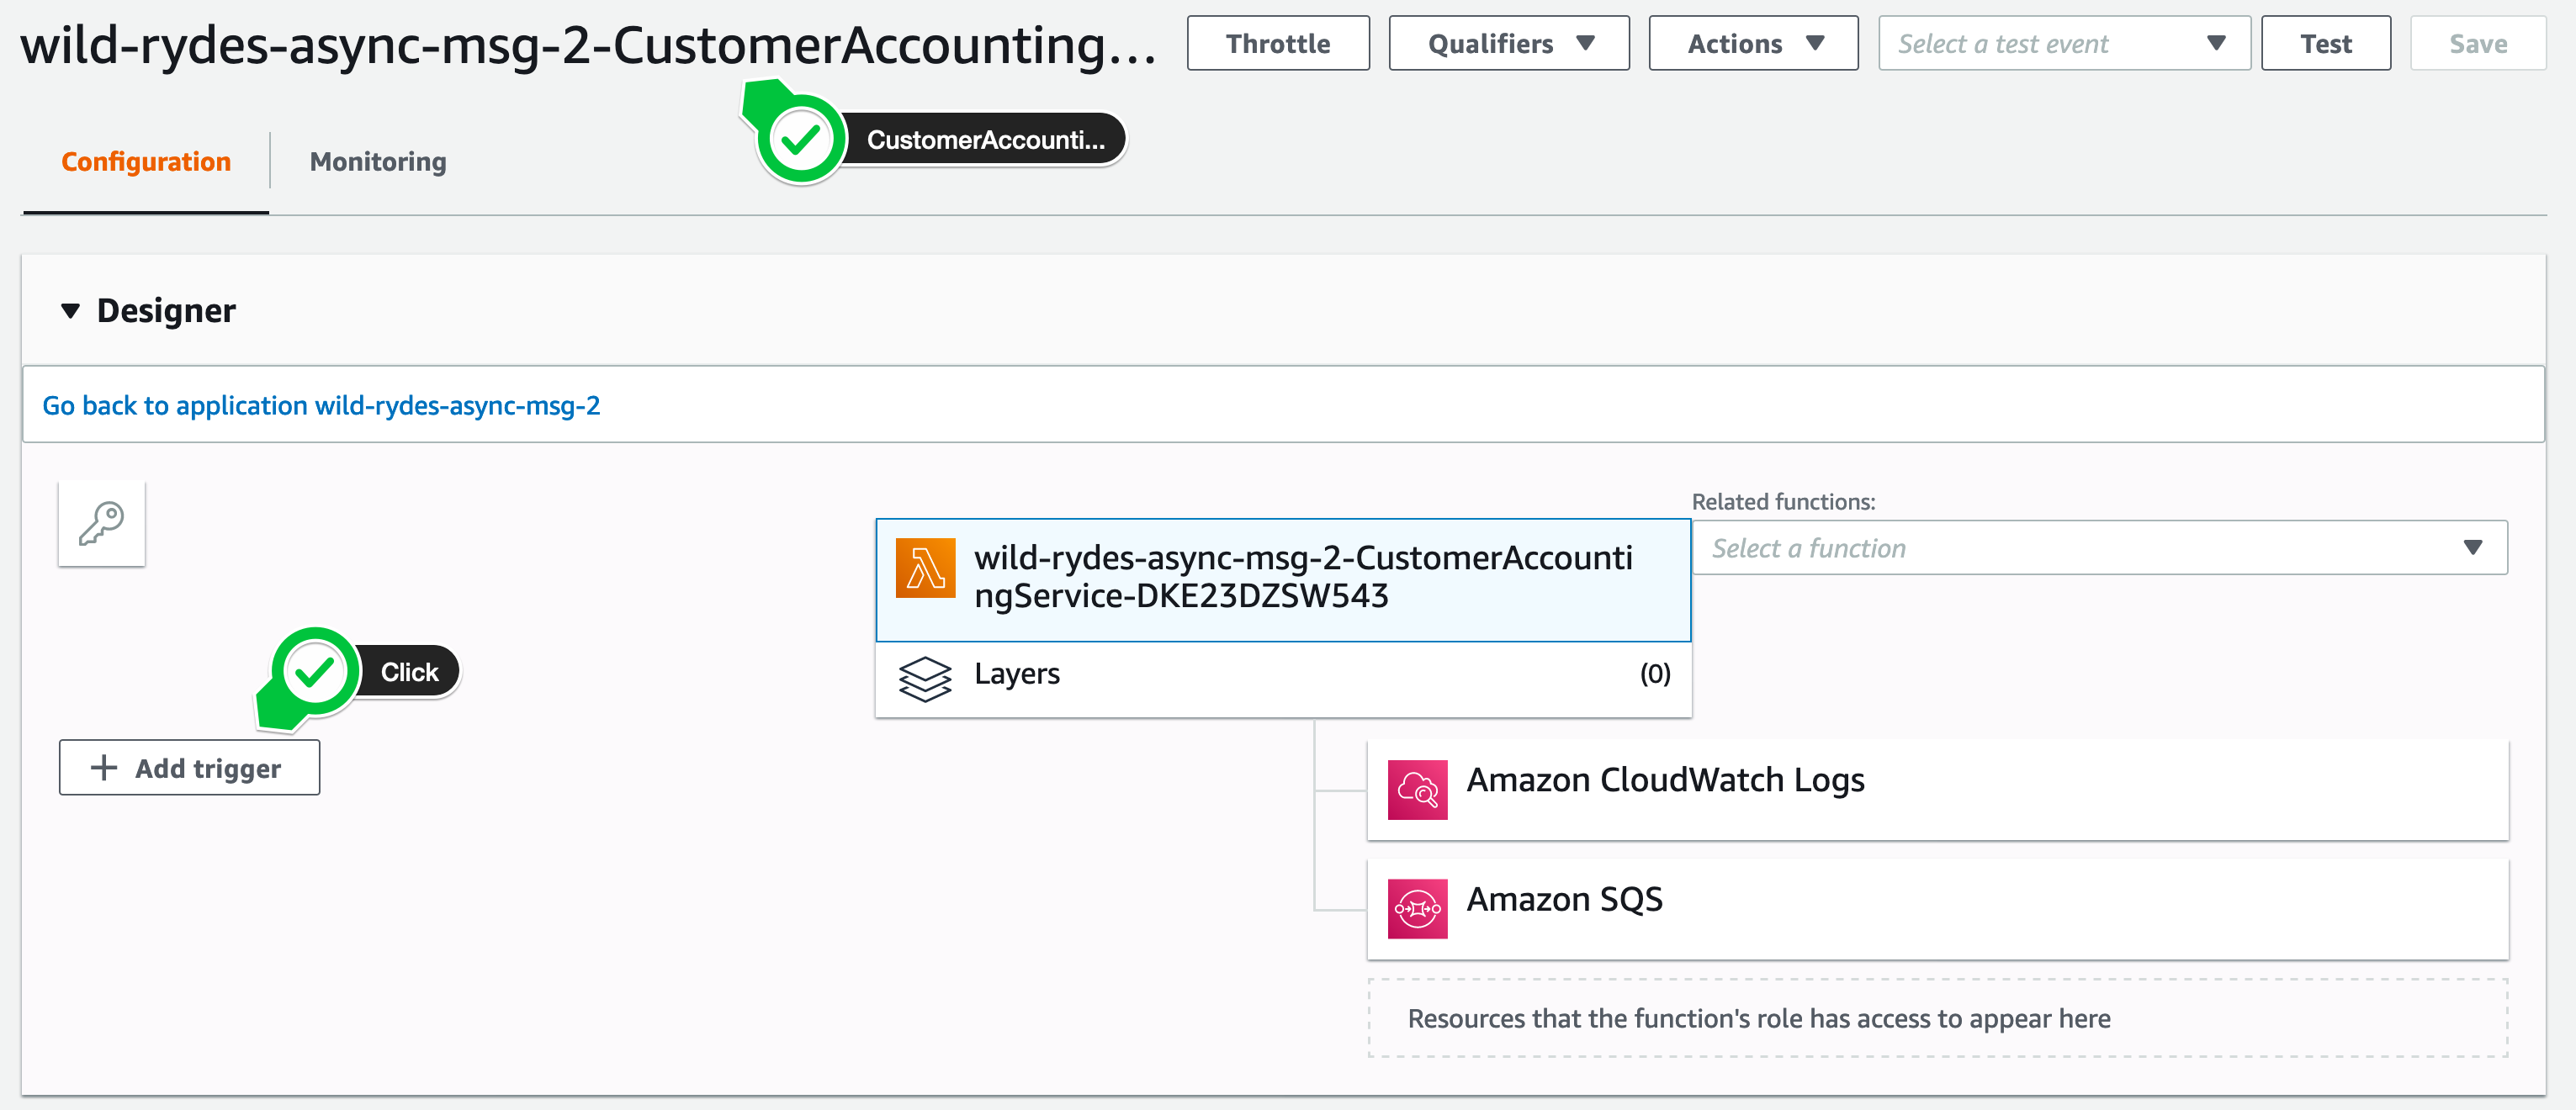 wild-rydes-async-msg-2-CustomerAccounting...
Throttle
Qualifiers
Actions
Select a test event
Test
Save
CustomerAccounti...
Configuration
Monitoring
Designer
Go back to application wild-rydes-async-msg-2
Related functions:
Select a function
wild-rydes-async-msg-2-CustomerAccounti
ngService-DKE23DZSW543
Layers
(0)
Click
Add trigger
Amazon CloudWatch Logs
Amazon SQS
Resources that the function's role has access to appear here